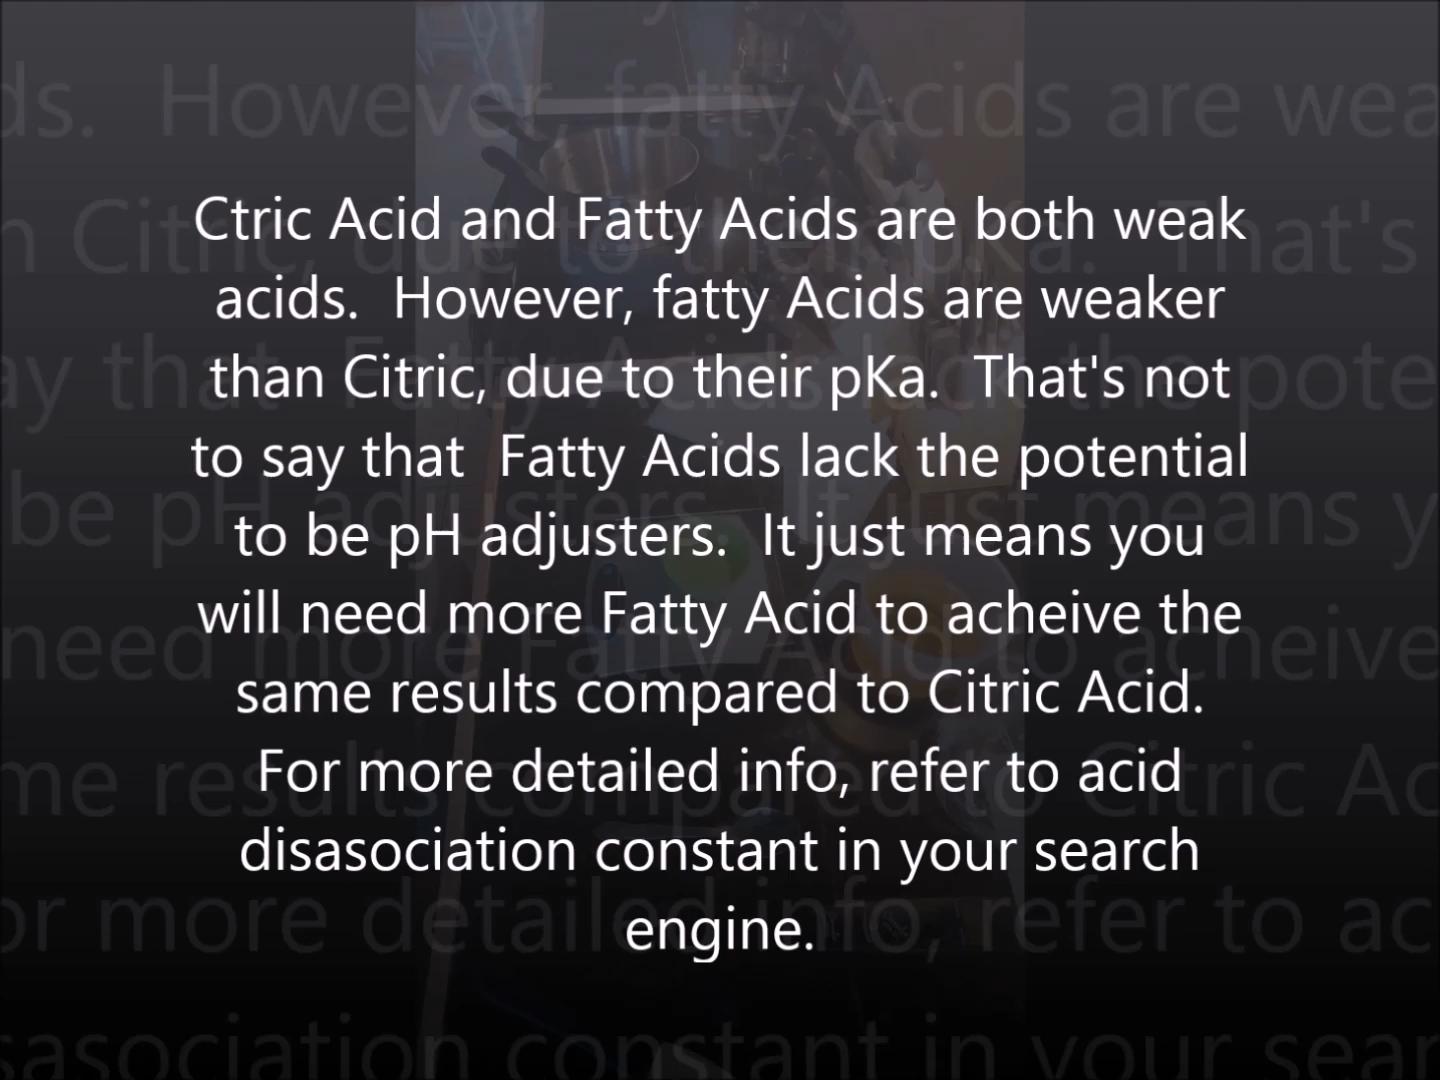 Ctric Acid and Fatty Acids are both weak
acids.  However, fatty Acids are weaker
than Citric, due to their pKa.  That's not
to say that  Fatty Acids lack the potential
to be pH adjusters.  It just means you
will need more Fatty Acid to acheive the
same results compared to Citric Acid.
For more detailed info, refer to acid
disasociation constant in your search
engine.